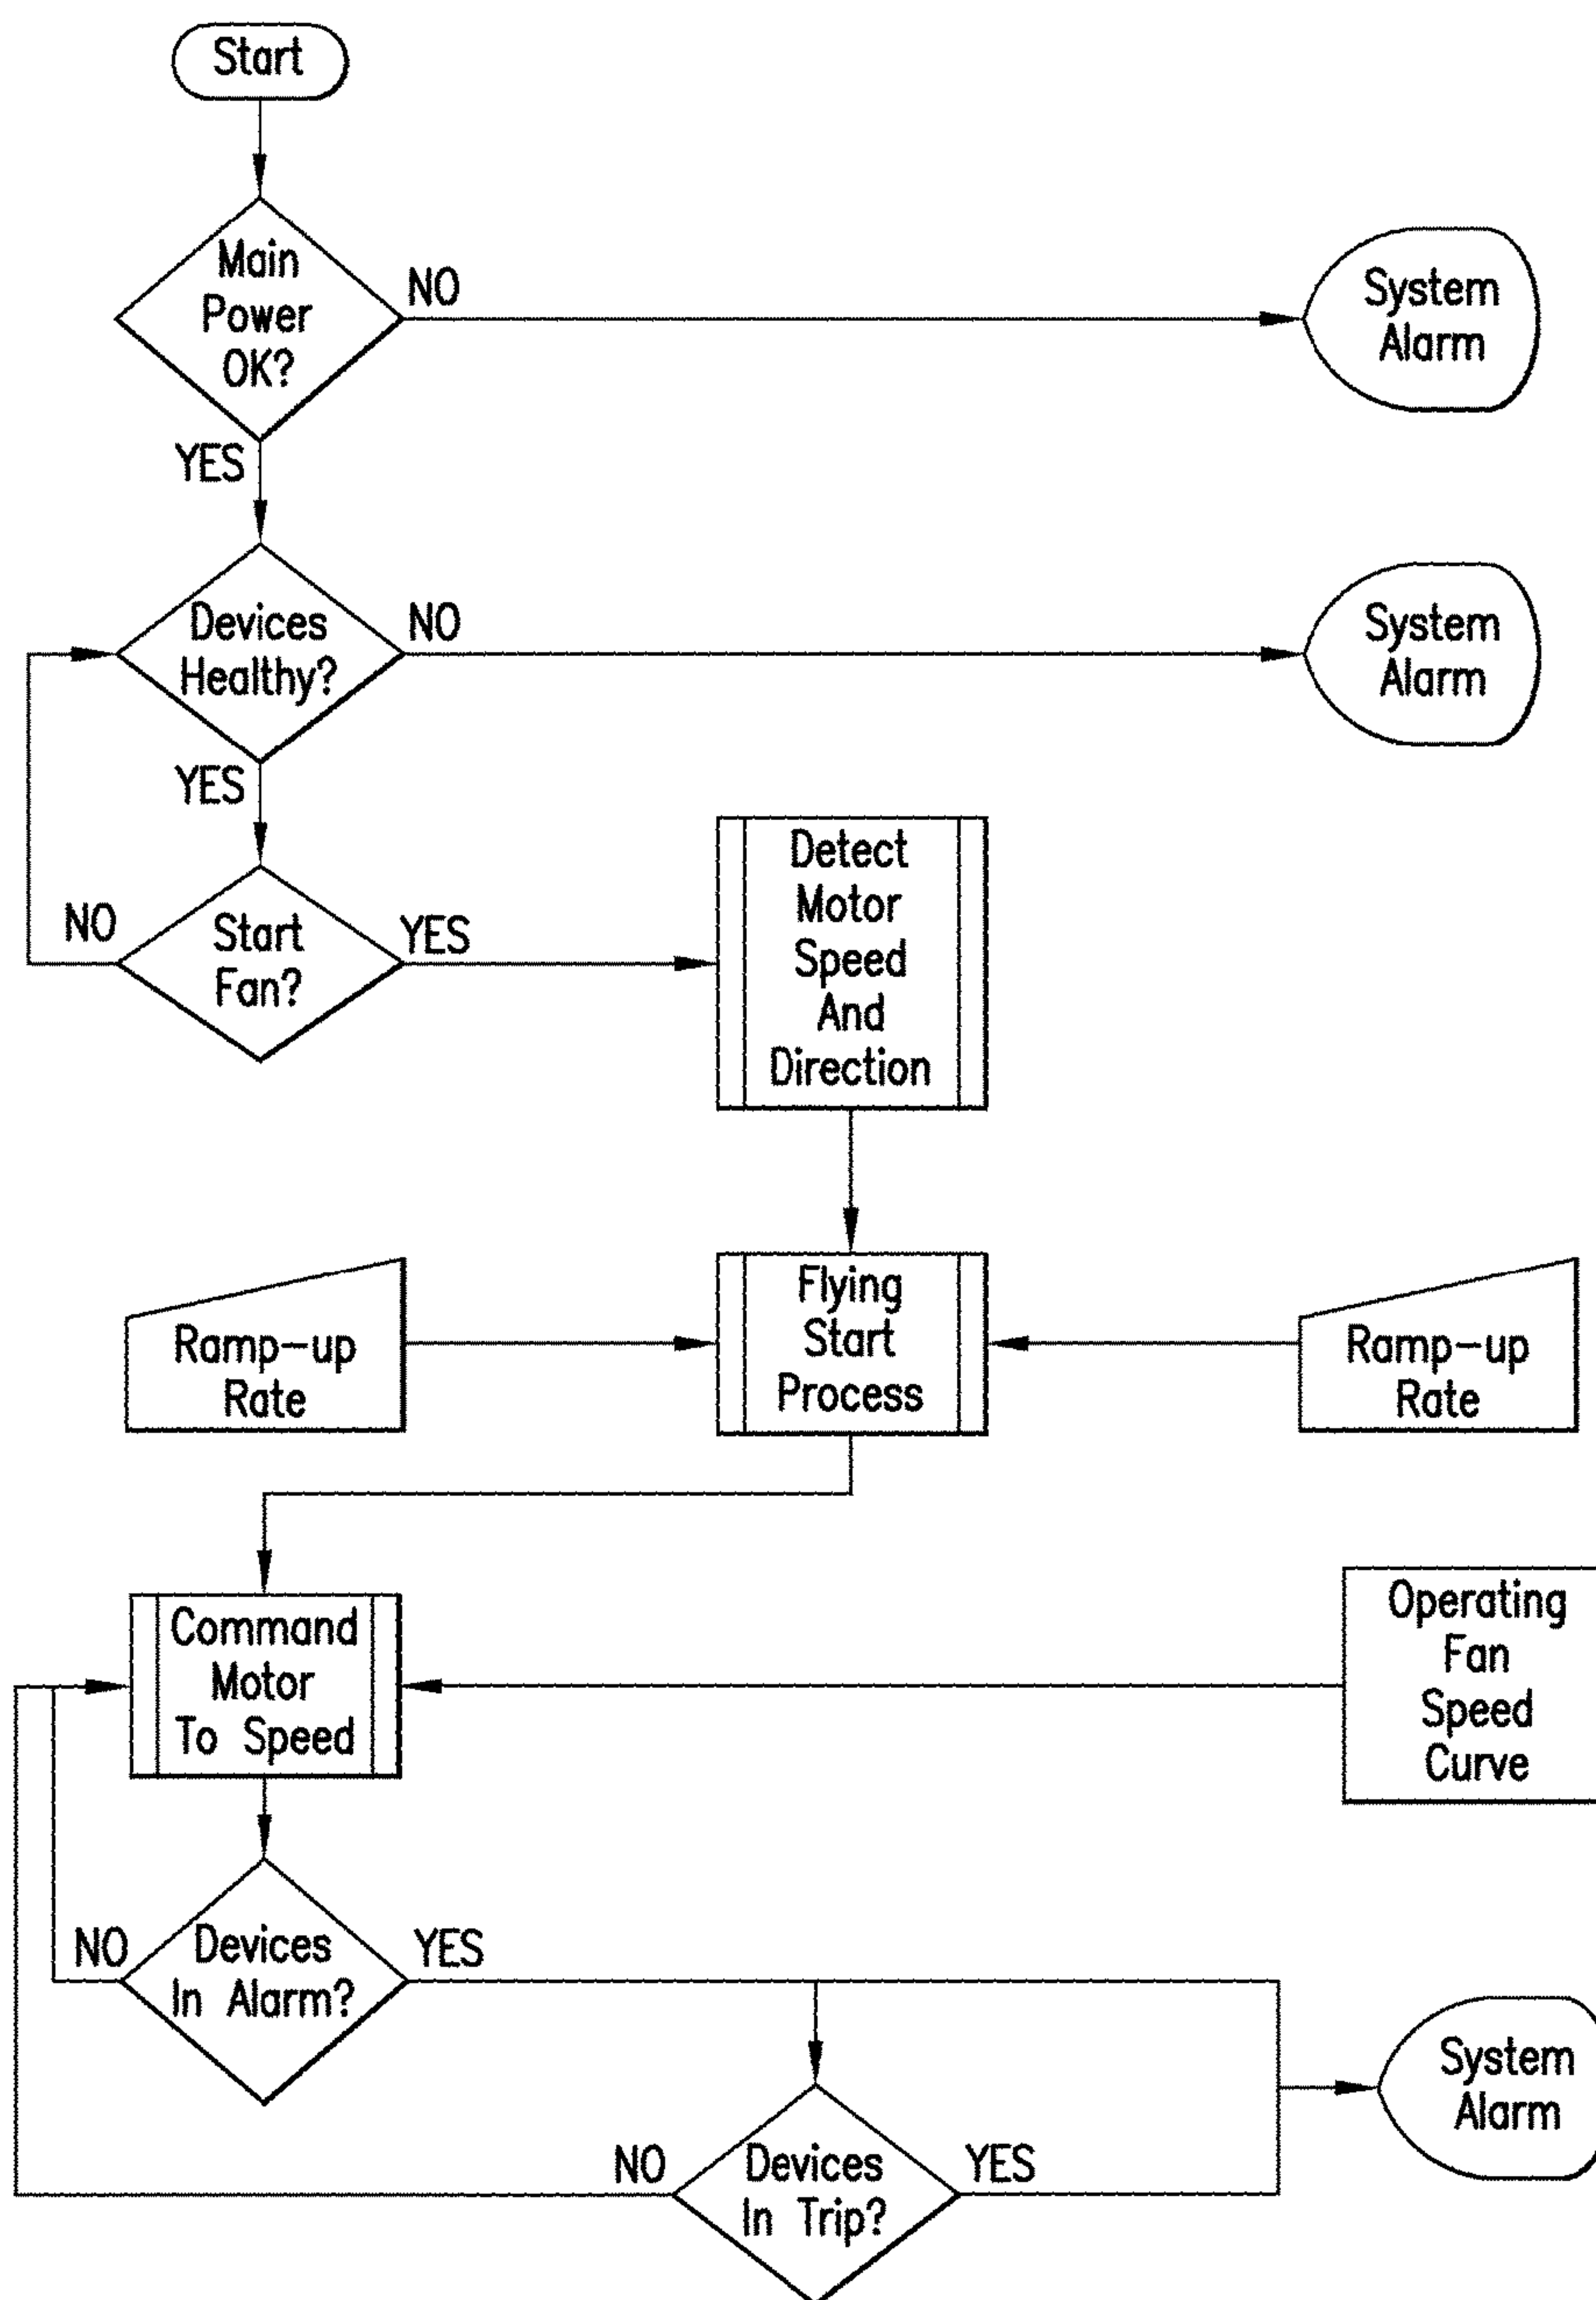 Start
Main
Power
OK?
NO
System
Alarm
YES
Devices
Healthy?
NO
System
Alarm
YES
Start
Fan?
NO
YES
Detect
Motor
Speed
And
Direction
Ramp-up
Rate
Flying
Start
Process
Ramp-up
Rate
Command
Motor
To Speed
Operating
Fan
Speed
Curve
NO
Devices
In Alarm?
YES
System
Alarm
NO
Devices
In Trip?
YES